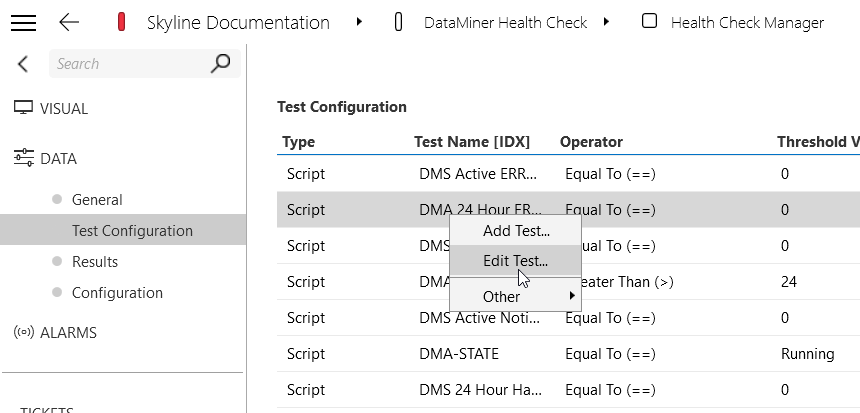 Skyline Documentation DataMiner Health Check Health Check Manager
Search
VISUAL
DATA
General
Test Configuration
Results
Configuration
ALARMS
TICKETS
Test Configuration
Type Test Name [IDX] Operator Threshold V
Script DMS Active ERR... Equal To (==) 0
Script DMA 24 Hour ER... Equal To (==) 0
Script DMS qual To (==) 0
Script DMA reater Than (>) 24
Script DMS Active Noti... Equal To (==) 0
Script DMA-STATE Equal To (==) Running
Script DMS 24 Hour Ha... Equal To (==) 0
Add Test...
Edit Test...
Other